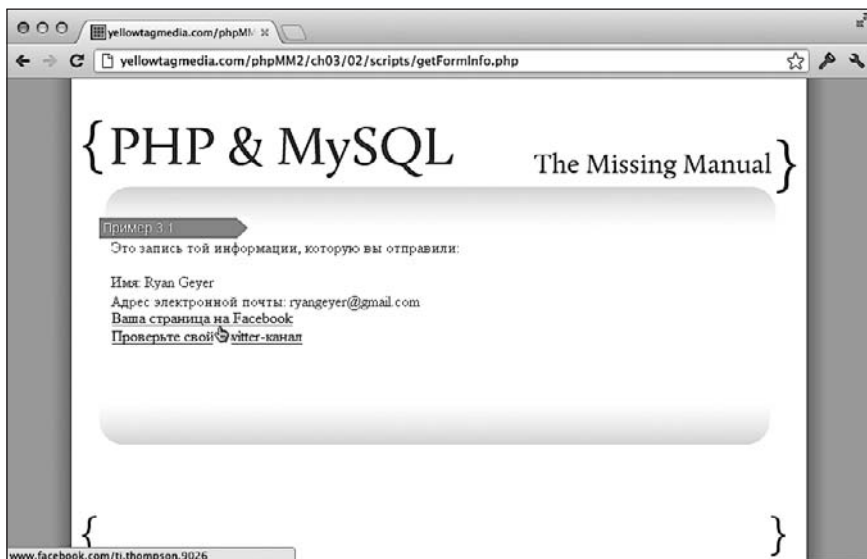 yellowtagmedia.com/phpM
yellowtagmedia.com/phpMM2/ch03/02/scripts/getFormInfo.php
{PHP & MySQL
The Missing Manual}
Пример 3.1
Это запись той информации, которую вы отправили:
Имя: Ryan Geyer
Адрес электронной почты: ryangeyer@gmail.com
Ваша страница на Facebook
Проверьте свой witter-канал
{ }
www.facebook.com/ti.thompson.9026